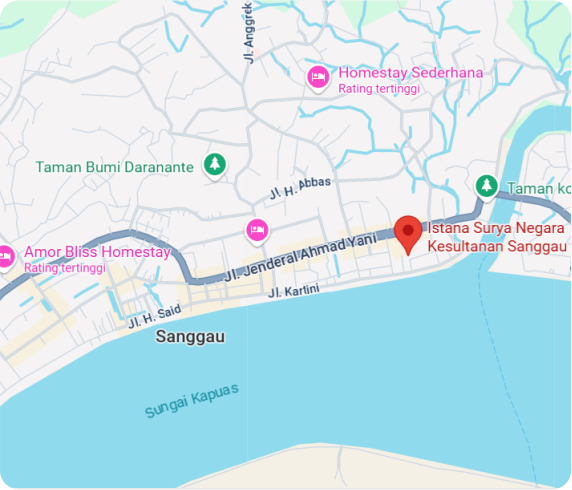 Jl. Anggrek
Homestay Sederhana
Rating tertinggi
Taman Bumi Daranante
Jl. H. Abbas
Taman ko
Istana Surya Negara
Kesultanan Sanggau
Amor Bliss Homestay
Rating tertinggi
Jl. Jenderal Ahmad Yani
Jl. Kartini
Jl. H. Said
Sanggau
Sungai Kapuas